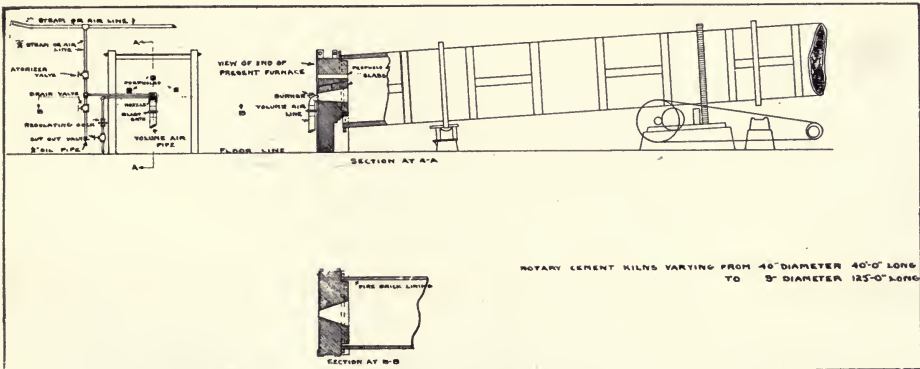 1" STEAM OR AIR LINE
STEAM OR AIR
LINE
ATOMIZER
VALVE
DRAIN VALVE
B
REGULATING COCK
CUT OUT VALVE
OIL PIPE
A
PEEPHOLES
NOZZLE
BLAST
GATE
VOLUME AIR
PIPE
A
VIEW OF END OF
PRESENT FURNACE
BURNER
B
VOLUME AIR
LINE
FLOOR LINE
PEEPHOLE
GLASS
SECTION AT A-A
FIRE BRICK LINING
SECTION AT B-B
ROTARY CEMENT KILNS VARYING FROM 40" DIAMETER 40'-0" LONG
TO 9' DIAMETER 125'-0" LONG